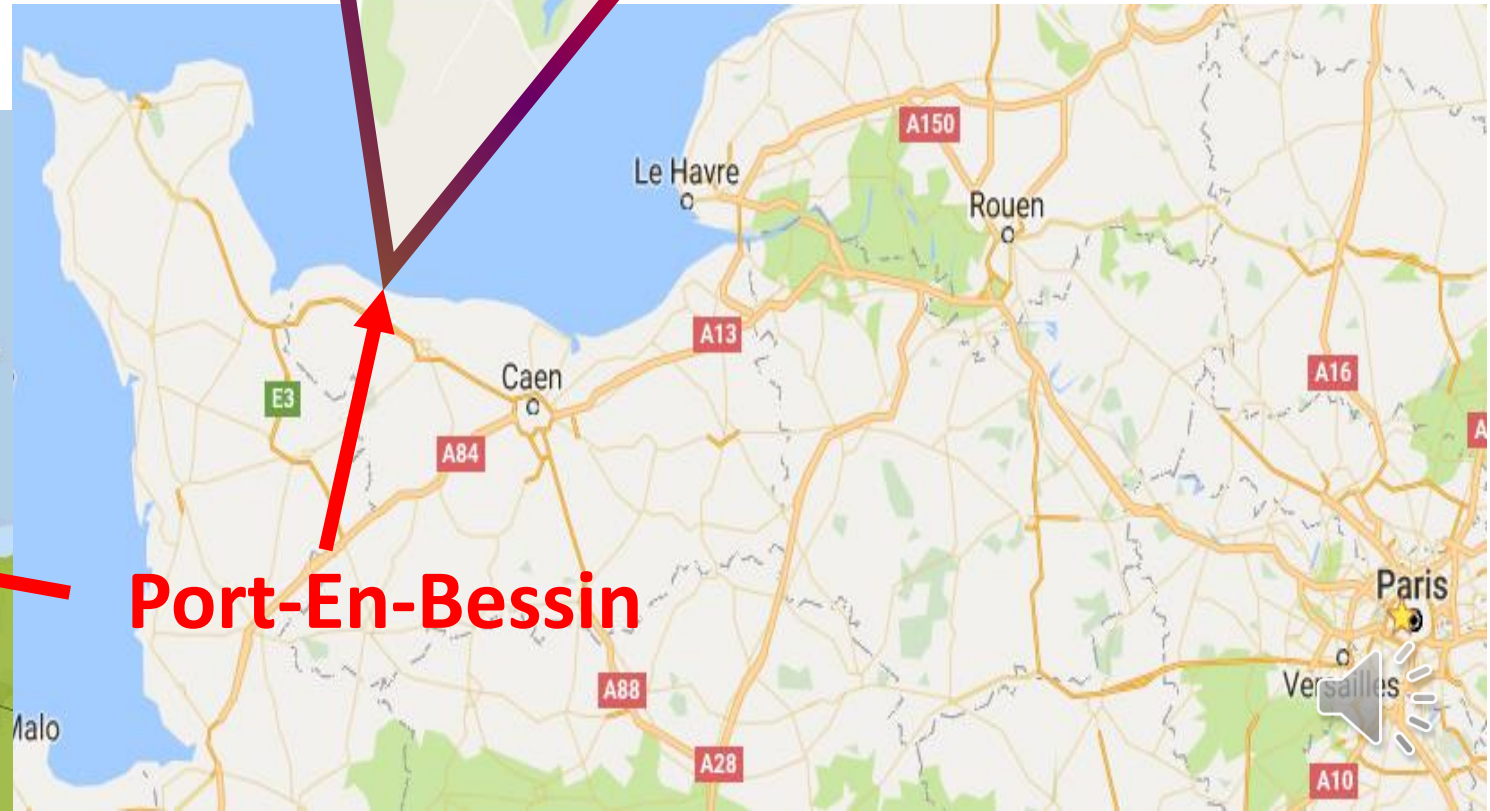 A150
Le Havre
Rouen
A13
A16
Caen
E3
A
A84
Paris
Port-En-Bessin
Versailles
A88
Malo
A28
A10